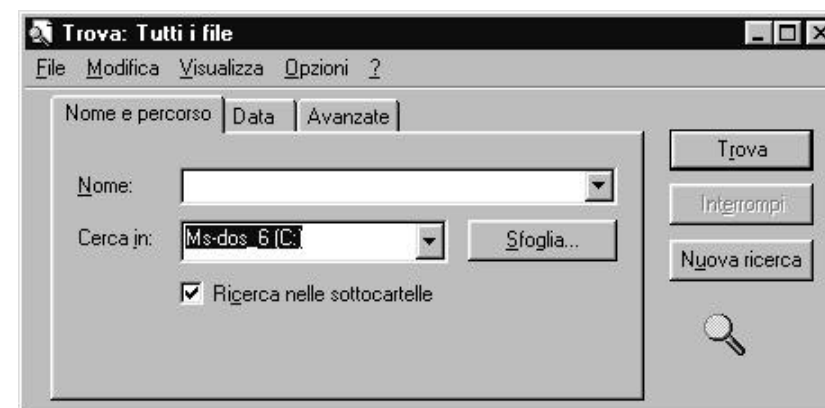 Trova: Tutti i file
File Modifica Visualizza Opzioni ?
Nome e percorso Data Avanzate
Trova
Nome:
Interrompi
Cerca in: Ms-dos_6 (C:) Sfoglia...
Nuova ricerca
Ricerca nelle sottocartelle